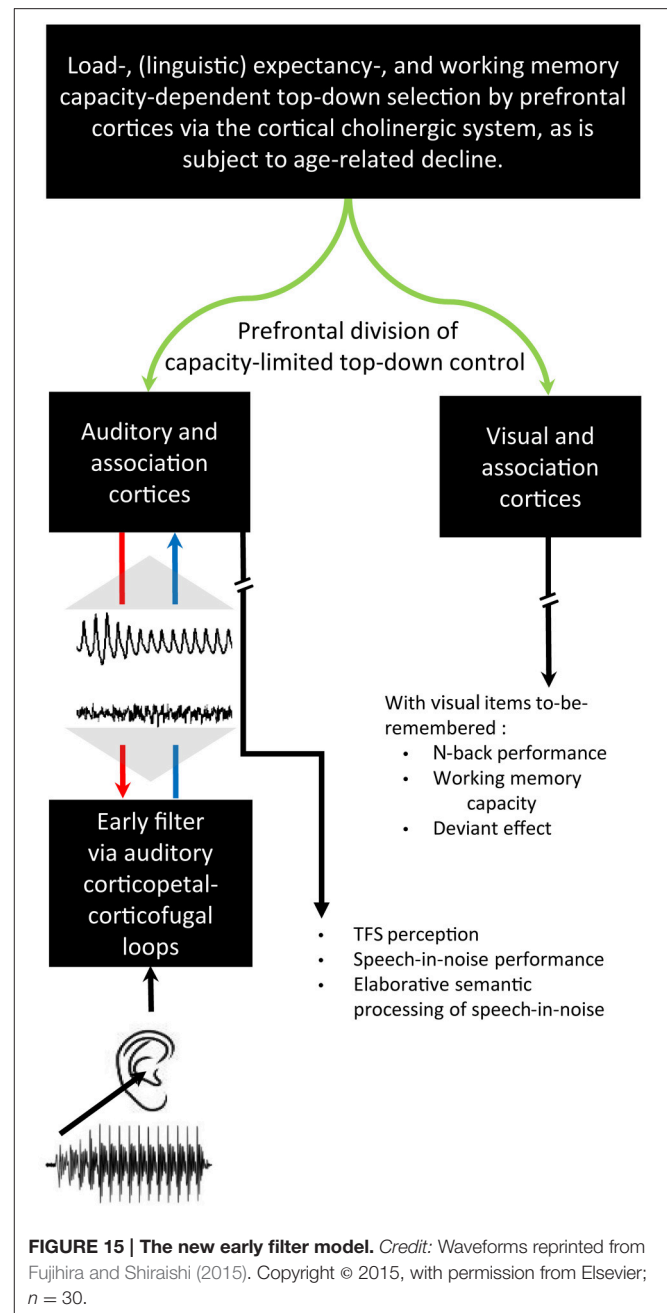 Load-, (linguistic) expectancy-, and working memory
capacity-dependent top-down selection by prefrontal
cortices via the cortical cholinergic system, as is
subject to age-related decline.
Prefrontal division of
capacity-limited top-down control
Auditory and
association
cortices
Visual and
association
cortices
With visual items to-be-
remembered :
• N-back performance
• Working memory
capacity
• Deviant effect
Early filter
via auditory
corticopetal-
corticofugal
loops
• TFS perception
• Speech-in-noise performance
• Elaborative semantic
processing of speech-in-noise
FIGURE 15 | The new early filter model. Credit: Waveforms reprinted from
Fujihira and Shiraishi (2015). Copyright © 2015, with permission from Elsevier;
n = 30.